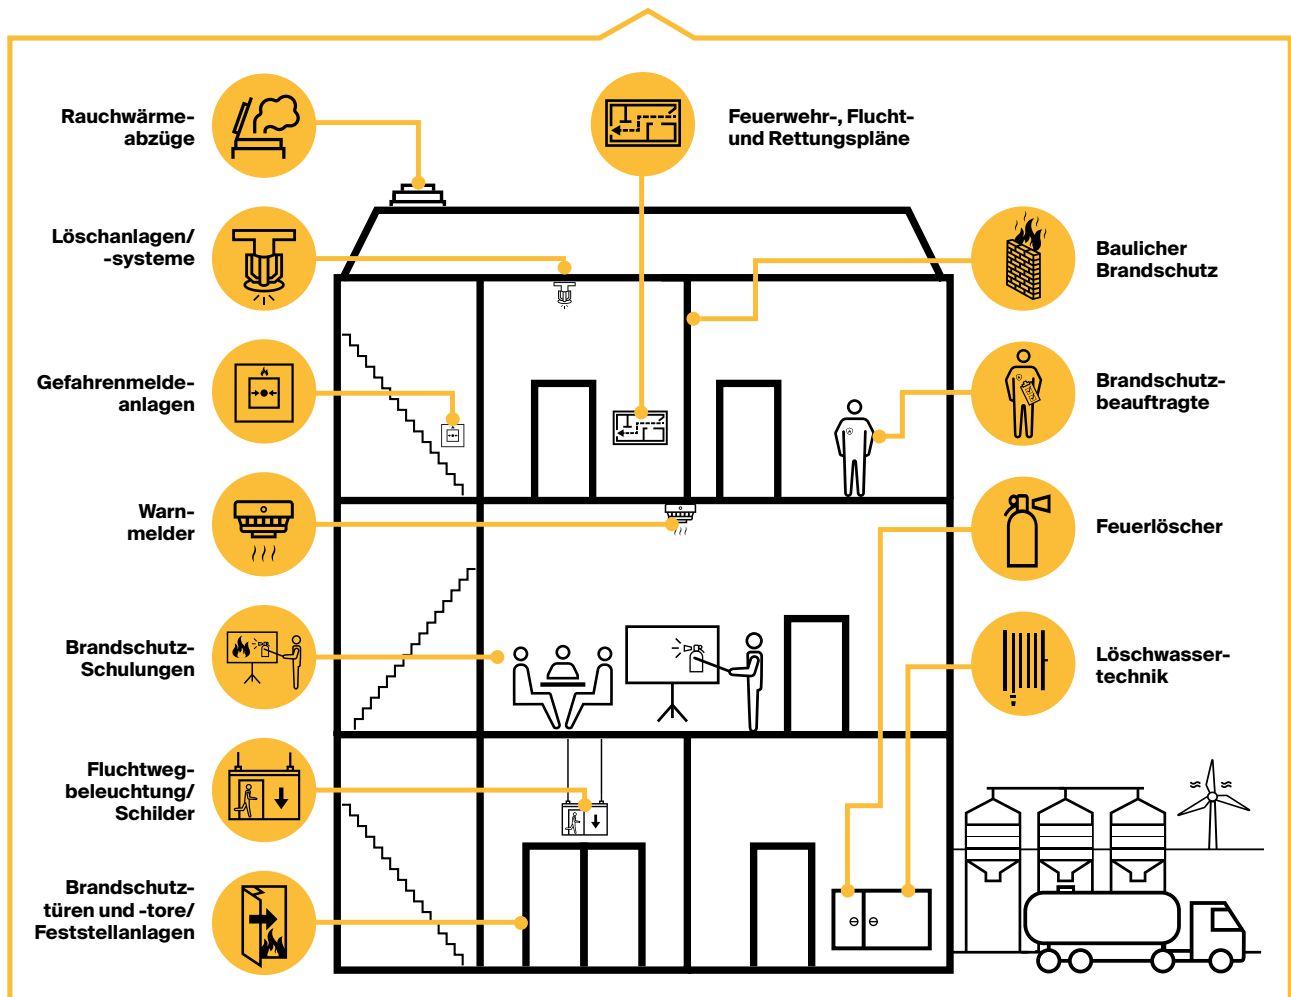 Rauchwärme-
abzüge
Löschanlagen/
-systeme
Gefahrenmelde-
anlagen
Warn-
melder
Brandschutz-
Schulungen
Fluchtweg-
beleuchtung/
Schilder
Brandschutz-
türen und -tore/
Feststellanlagen
Feuerwehr-, Flucht-
und Rettungspläne
Baulicher
Brandschutz
Brandschutz-
beauftragte
Feuerlöscher
Löschwasser-
technik